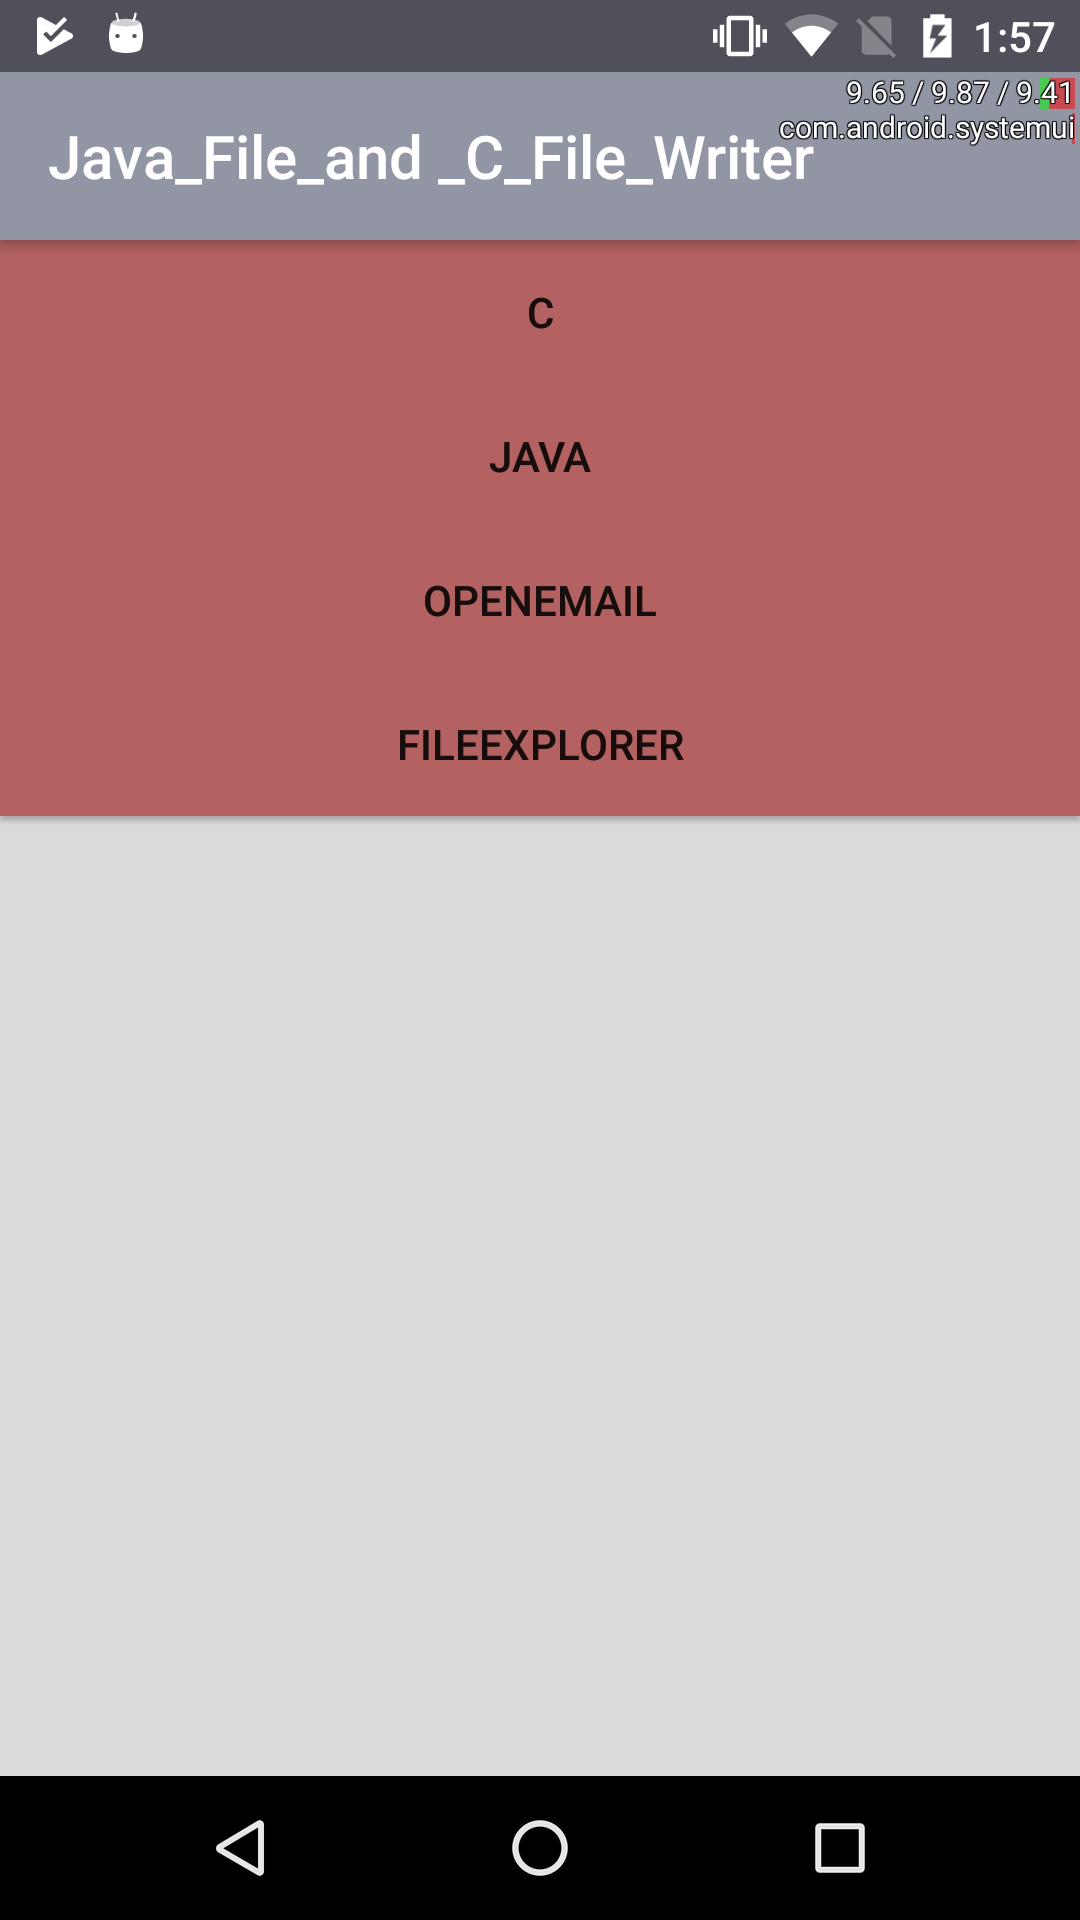 1:57
9.65 / 9.87 / 9.41
com.android.systemui
Java_File_and _C_File_Writer
C
JAVA
OPENEMAIL
FILEEXPLORER